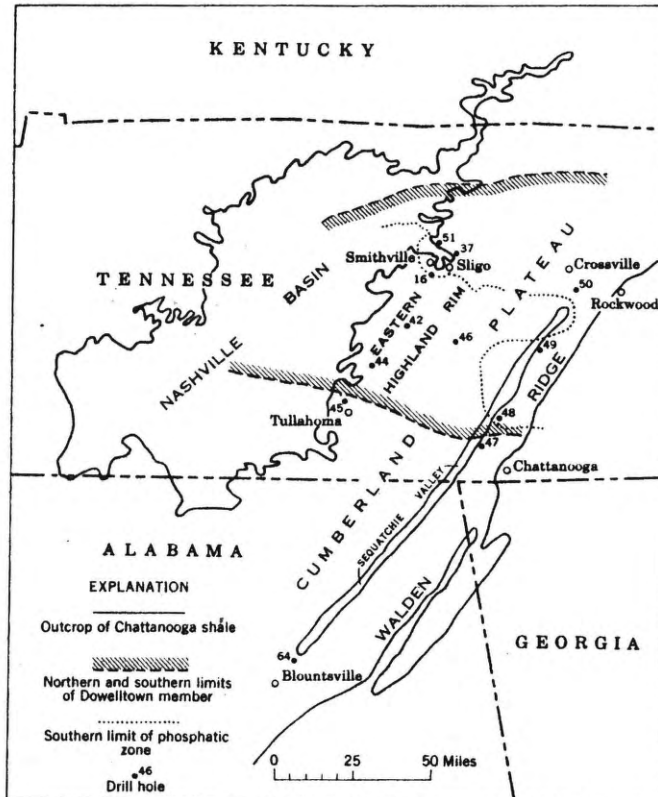 KENTUCKY
TENNESSEE
NASHVILLE BASIN
EASTERN
HIGHLAND RIM
CUMBERLAND PLATEAU
51
37
Smithville
Sligo
16
Crossville
50
Rockwood
42
46
49
44
45
Tullahoma
48
47
Chattanooga
WALDEN RIDGE
SEQUATCHIE VALLEY
ALABAMA
GEORGIA
64
Blountsville
EXPLANATION
Outcrop of Chattanooga shale
Northern and southern limits
of Dowelltown member
Southern limit of phosphatic
zone
46
Drill hole
0 25 50 Miles